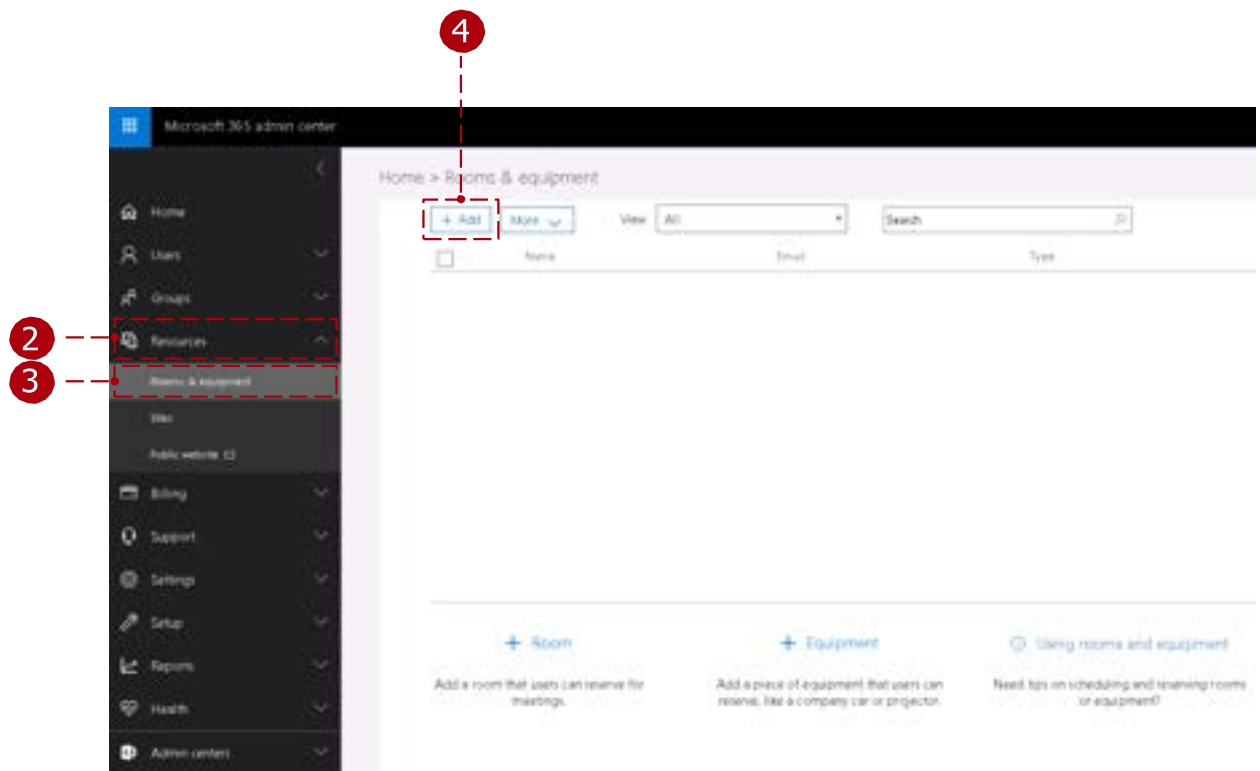 4
Microsoft 365 admin center
Home > Rooms & equipment
+ Add More View All Search
Name Email Type
Home
Users
Groups
2 Resources
3 Rooms & equipment
Sites
Public website
Billing
Support
Settings
Setup
Reports
Health
Admin centers
+ Room + Equipment Using rooms and equipment
Add a room that users can reserve for Add a piece of equipment that users can Need tips on scheduling and reserving rooms
meetings. reserve, like a company car or projector. or equipment?